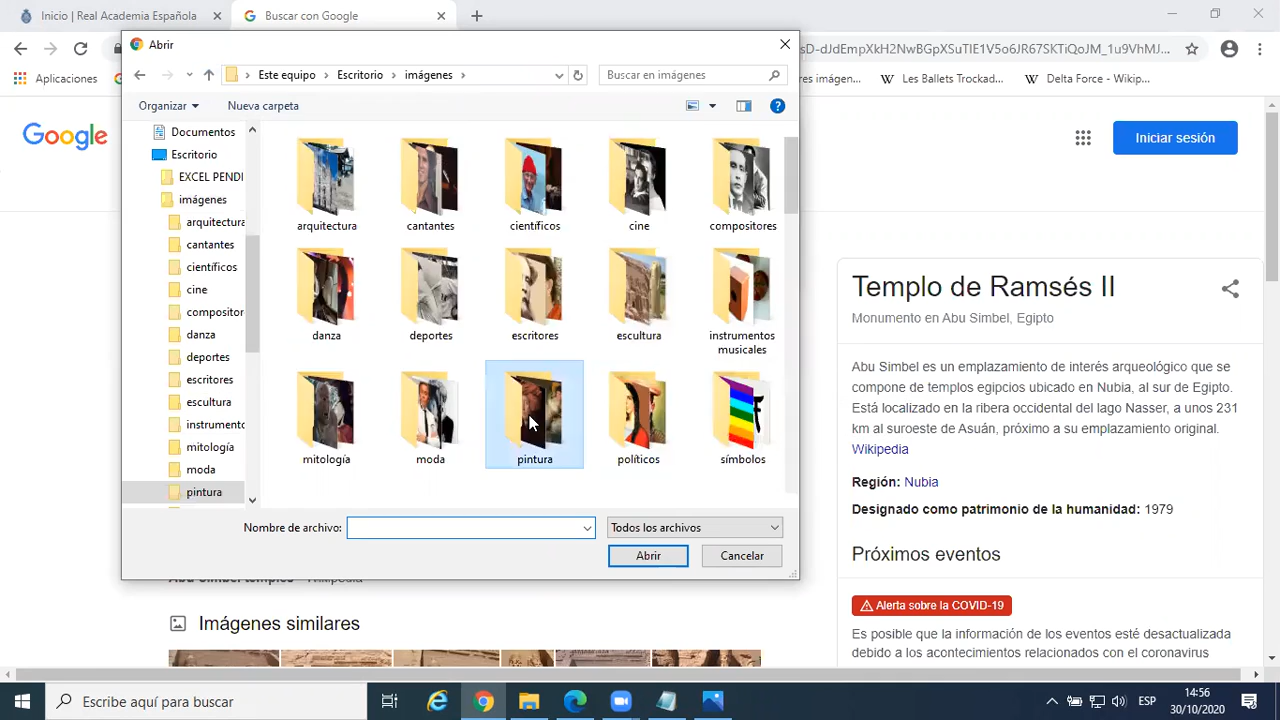 Inicio | Real Academia Española
Buscar con Google
sD-dJdEmpXkH2NwBGpXSuTlE1V5o6JR67SKTiQoJM_1u9VhMJ...
Aplicaciones
res imágen...
Les Ballets Trockad...
Delta Force - Wikip...
Abrir
Este equipo
Escritorio
imágenes
Buscar en imágenes
Organizar
Nueva carpeta
Documentos
Escritorio
EXCEL PENDI
imágenes
arquitectura
cantantes
científicos
cine
compositor
danza
deportes
escritores
escultura
instrumento
mitología
moda
pintura
arquitectura
cantantes
científicos
cine
compositores
danza
deportes
escritores
escultura
instrumentos
musicales
mitología
moda
pintura
políticos
símbolos
Nombre de archivo:
Todos los archivos
Abrir
Cancelar
Google
Iniciar sesión
Templo de Ramsés II
Monumento en Abu Simbel, Egipto
Abu Simbel es un emplazamiento de interés arqueológico que se
compone de templos egipcios ubicado en Nubia, al sur de Egipto.
Está localizado en la ribera occidental del lago Nasser, a unos 231
km al suroeste de Asuán, próximo a su emplazamiento original.
Wikipedia
Región: Nubia
Designado como patrimonio de la humanidad: 1979
Próximos eventos
Alerta sobre la COVID-19
Es posible que la información de los eventos esté desactualizada
debido a los acontecimientos relacionados con el coronavirus
Abu Simbel temples - Wikipedia
Imágenes similares
Escribe aquí para buscar
ESP
14:56
30/10/2020